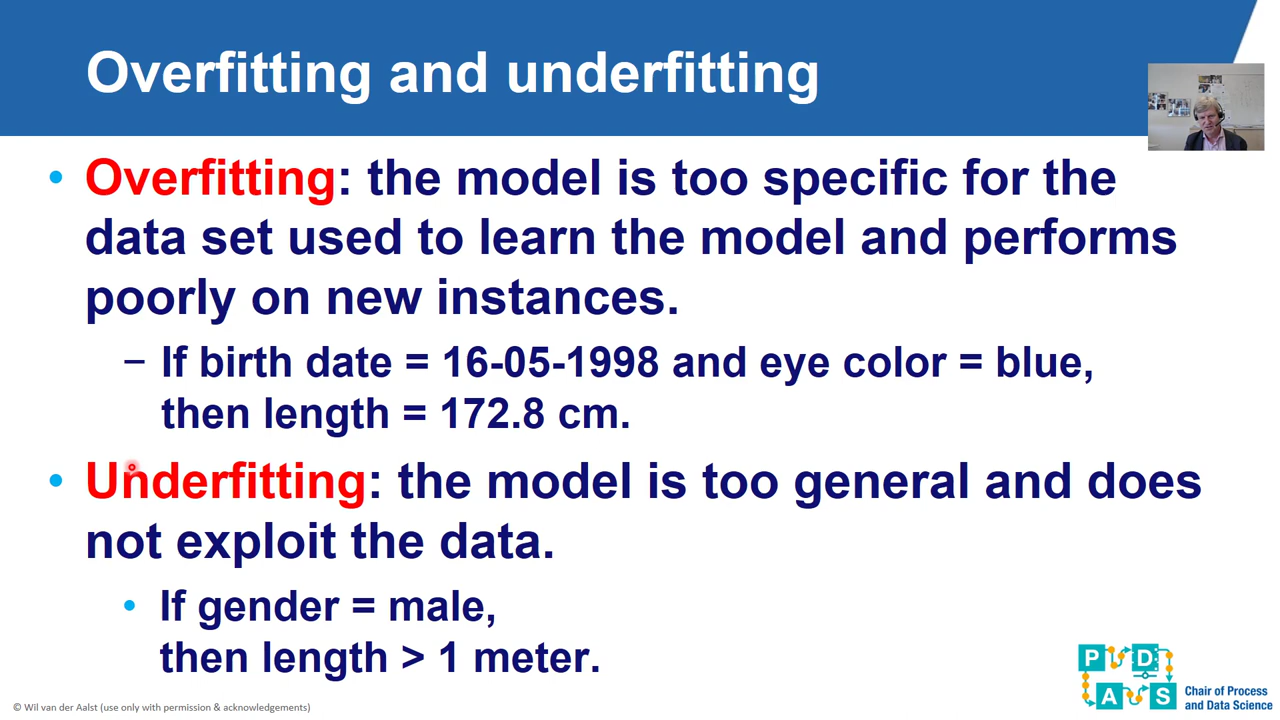 Overfitting and underfitting
• Overfitting: the model is too specific for the
data set used to learn the model and performs
poorly on new instances.
– If birth date = 16-05-1998 and eye color = blue,
then length = 172.8 cm.
• Underfitting: the model is too general and does
not exploit the data.
• If gender = male,
then length > 1 meter.
P D
A S
Chair of Process
and Data Science
© Wil van der Aalst (use only with permission & acknowledgements)